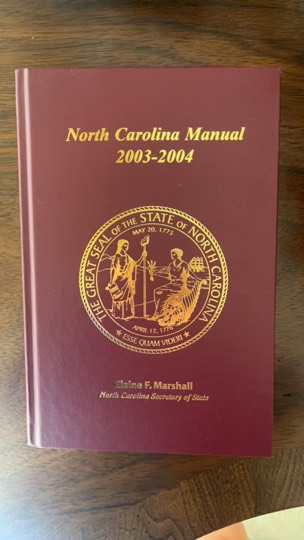 North Carolina Manual
2003-2004
THE GREAT SEAL OF THE STATE OF NORTH CAROLINA
MAY 20, 1775
APRIL 12, 1776
ESSE QUAM VIDERI
Elaine F. Marshall
North Carolina Secretary of State